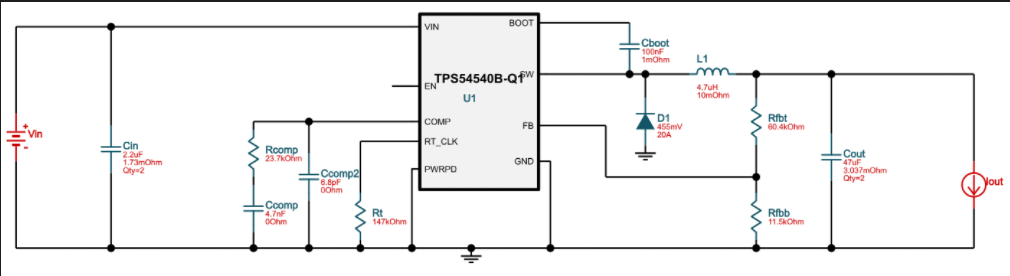 VIN
BOOT
Cboot
100nF
1mOhm
TPS54540B-Q1
SW
U1
EN
L1
4.7uH
10mOhm
COMP
FB
RT_CLK
GND
PWRPD
D1
455mV
20A
Rfbt
60.4kOhm
+
Vin
-
Cin
2.2uF
1.73mOhm
Qty=2
Rcomp
23.7kOhm
Ccomp2
6.8pF
0Ohm
Ccomp
4.7nF
0Ohm
Rt
147kOhm
Rfbb
11.5kOhm
Cout
47uF
3.037mOhm
Qty=2
Iout